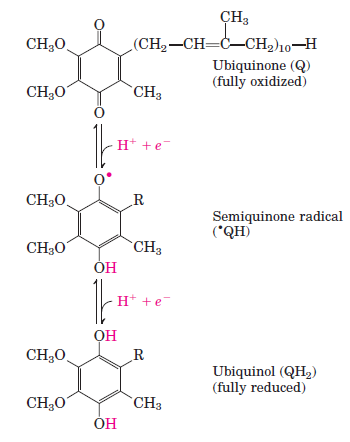 O CH₃
CH₃O (CH₂—CH=C—CH₂)₁₀—H
Ubiquinone (Q)
(fully oxidized)
CH₃O CH₃
O
H⁺ + e⁻
O•
CH₃O R
Semiquinone radical
(•QH)
CH₃O CH₃
OH
H⁺ + e⁻
OH
CH₃O R
Ubiquinol (QH₂)
(fully reduced)
CH₃O CH₃
OH